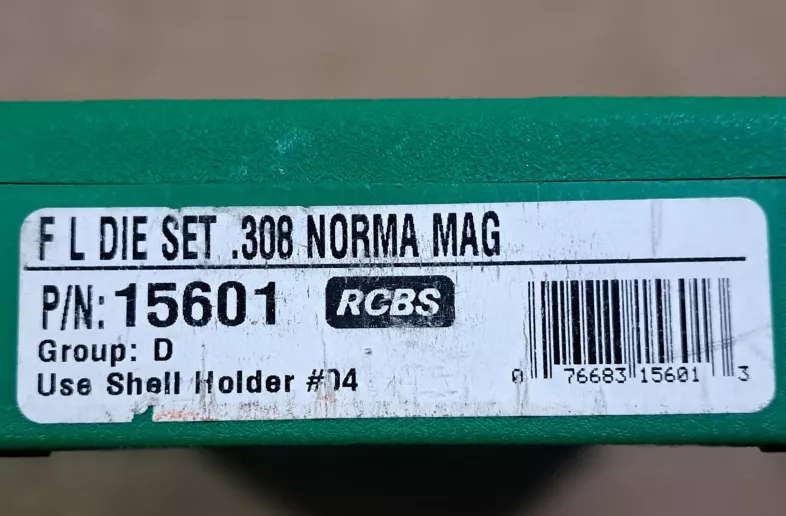 F L DIE SET .308 NORMA MAG
P/N: 15601 RCBS
Group: D
Use Shell Holder #04
0 76683 15601 3